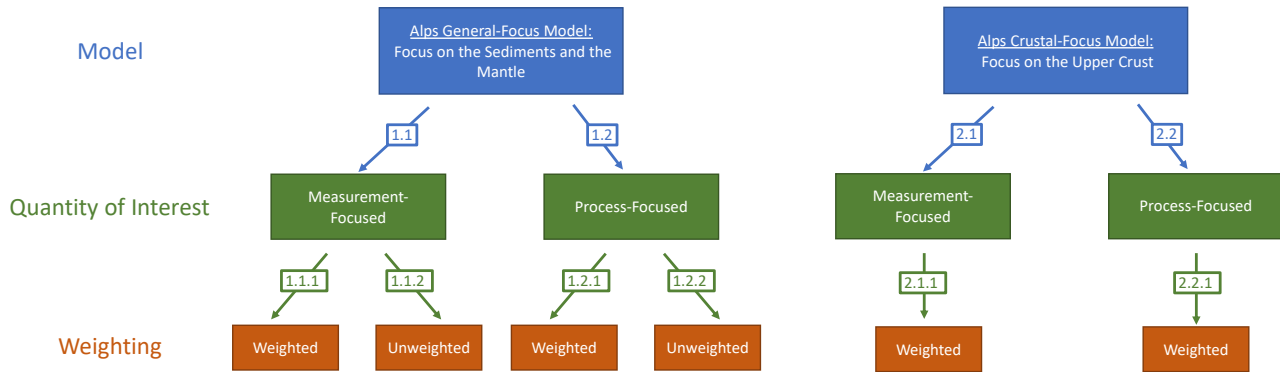 Model
Alps General-Focus Model:
Focus on the Sediments and the
Mantle
Alps Crustal-Focus Model:
Focus on the Upper Crust
1.1
1.2
2.1
2.2
Quantity of Interest
Measurement-
Focused
Process-Focused
Measurement-
Focused
Process-Focused
1.1.1
1.1.2
1.2.1
1.2.2
2.1.1
2.2.1
Weighting
Weighted
Unweighted
Weighted
Unweighted
Weighted
Weighted